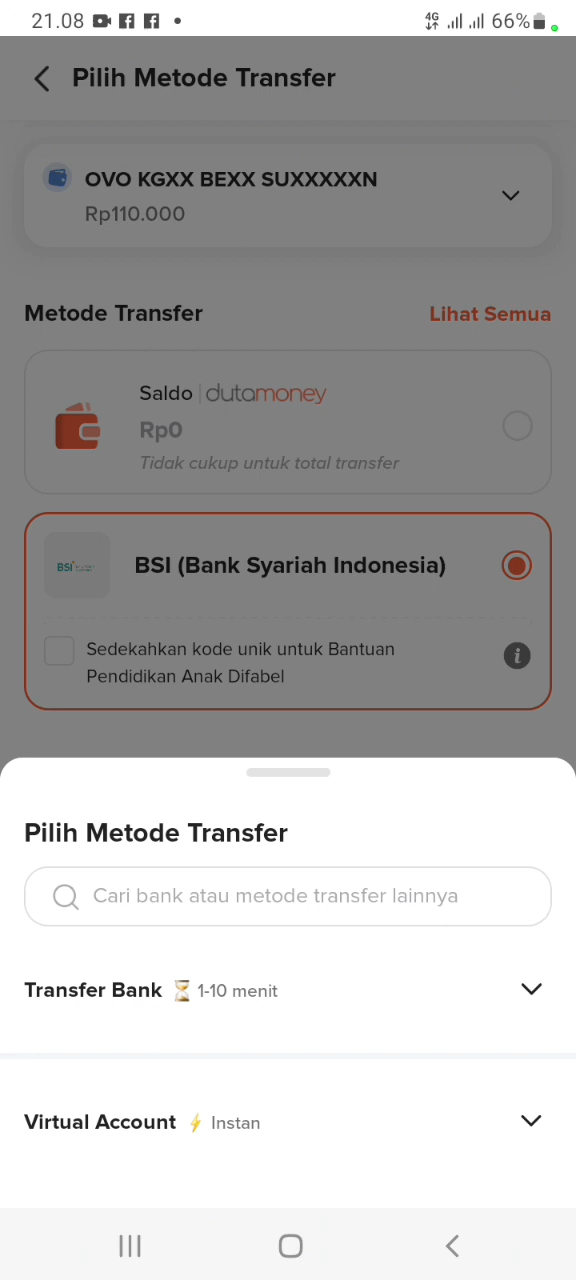 21.08
4G 66%
Pilih Metode Transfer
OVO KGXX BEXX SUXXXXXN
Rp110.000
Metode Transfer Lihat Semua
Saldo dutamoney
Rp0
Tidak cukup untuk total transfer
BSI BSI (Bank Syariah Indonesia)
Sedekahkan kode unik untuk Bantuan
Pendidikan Anak Difabel
Pilih Metode Transfer
Cari bank atau metode transfer lainnya
Transfer Bank ⏳ 1-10 menit
Virtual Account ⚡ Instan